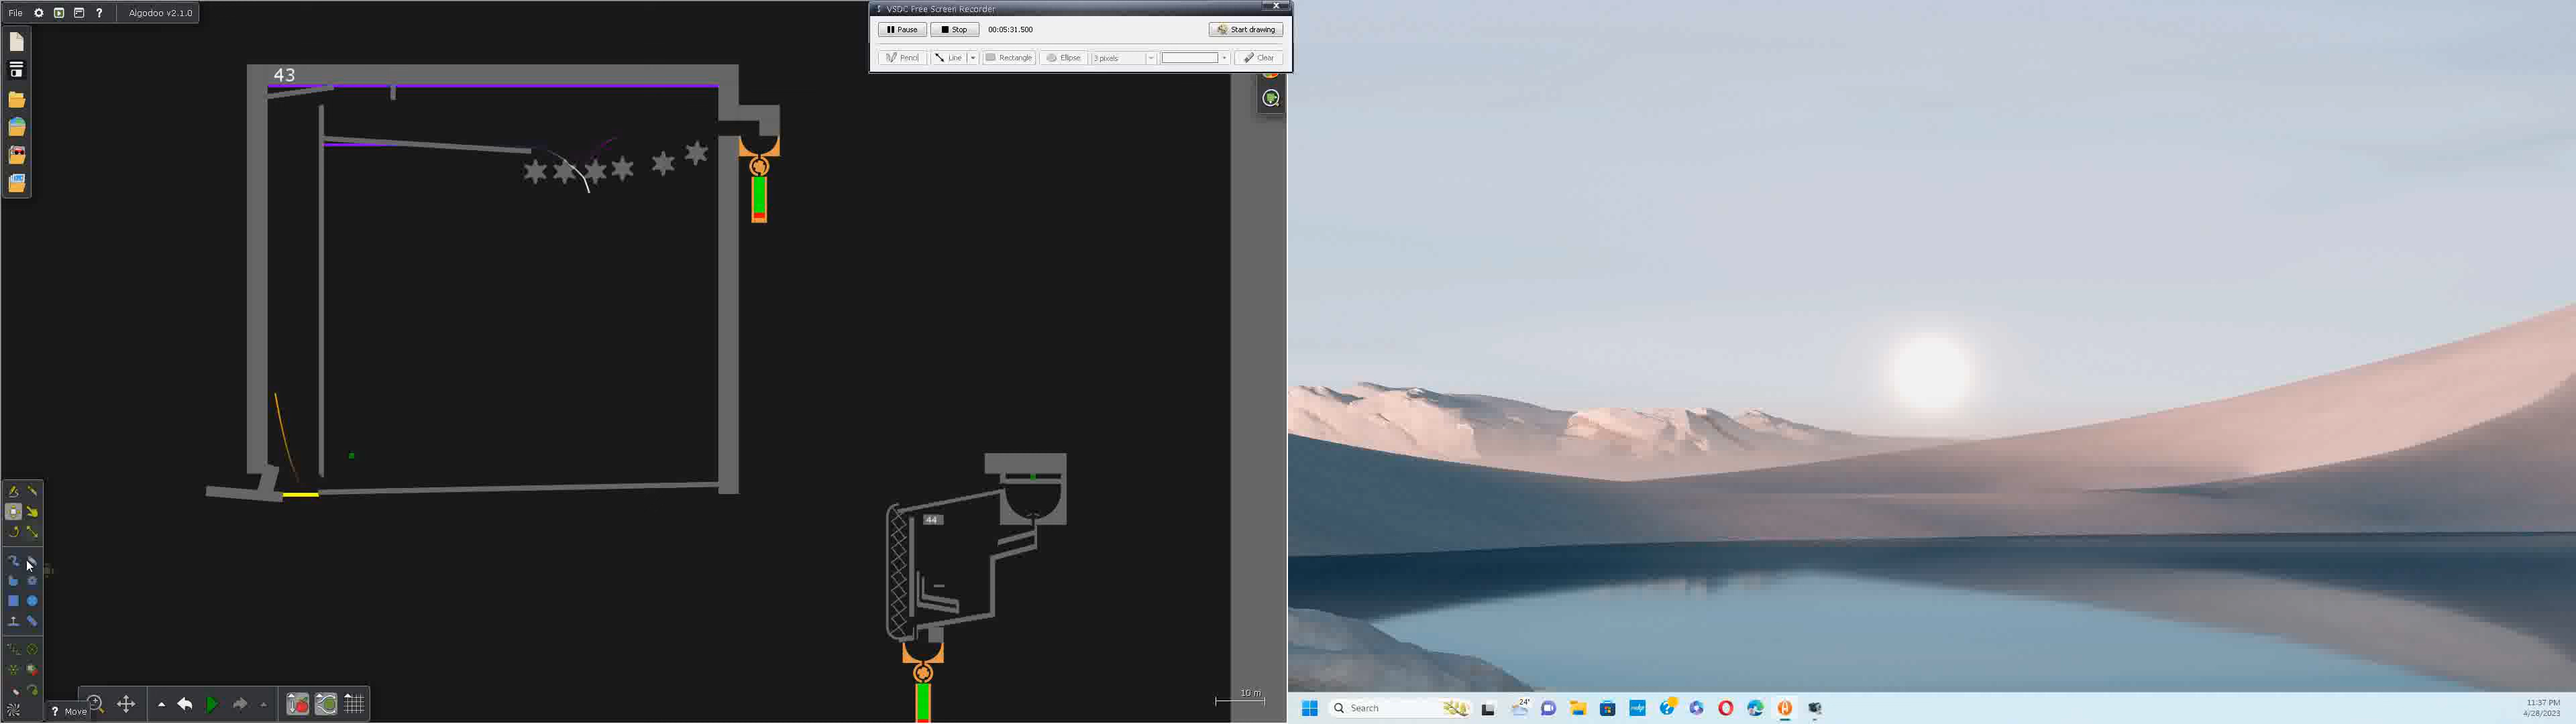 File ? Algodoo v2.1.0
VSDC Free Screen Recorder
Pause Stop 00:05:31.500 Start drawing
Pencil Line Rectangle Ellipse 3 pixels Clear
43
44
10 m
? Move
Search
24°
11:37 PM
4/28/2023